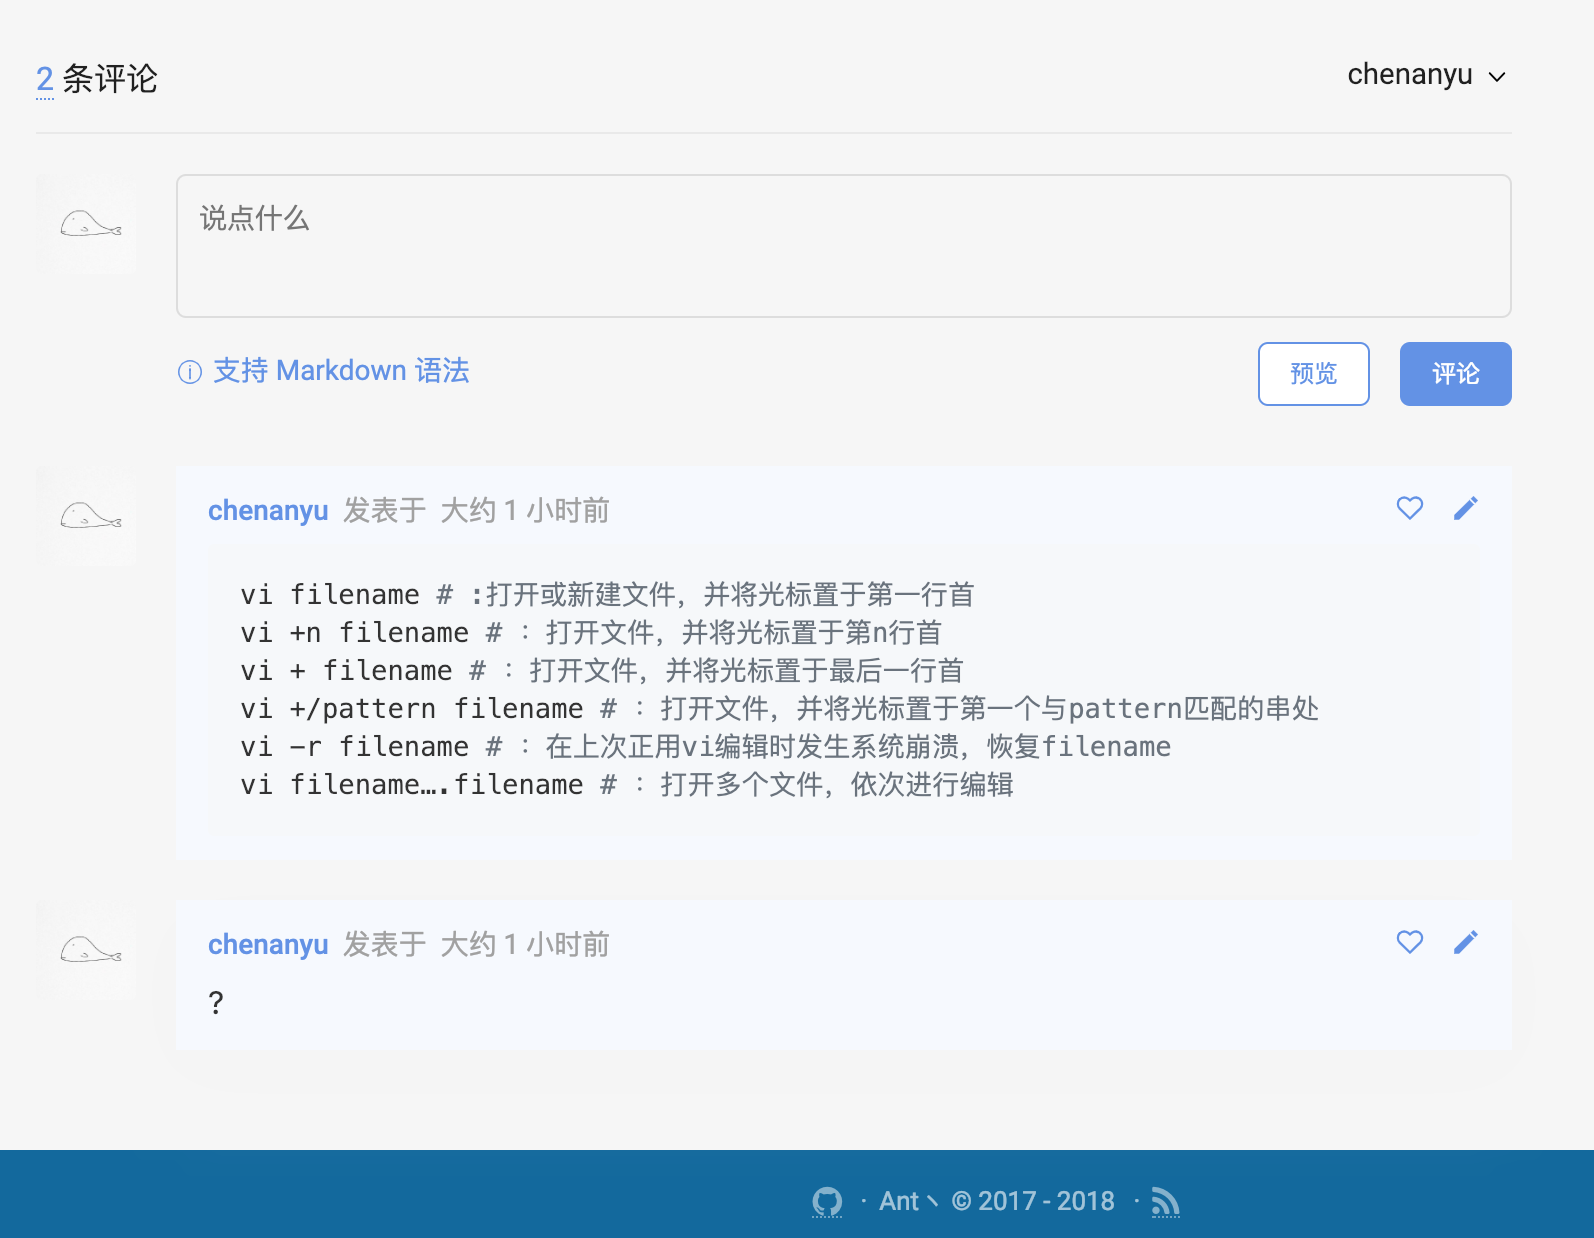 2 条评论
chenanyu
说点什么
支持 Markdown 语法
预览
评论
chenanyu 发表于 大约 1 小时前
vi filename # :打开或新建文件，并将光标置于第一行首
vi +n filename # ：打开文件，并将光标置于第n行首
vi + filename # ：打开文件，并将光标置于最后一行首
vi +/pattern filename # ：打开文件，并将光标置于第一个与pattern匹配的串处
vi –r filename # ：在上次正用vi编辑时发生系统崩溃，恢复filename
vi filename….filename # ：打开多个文件，依次进行编辑
chenanyu 发表于 大约 1 小时前
?
· Ant丶 © 2017 - 2018 ·